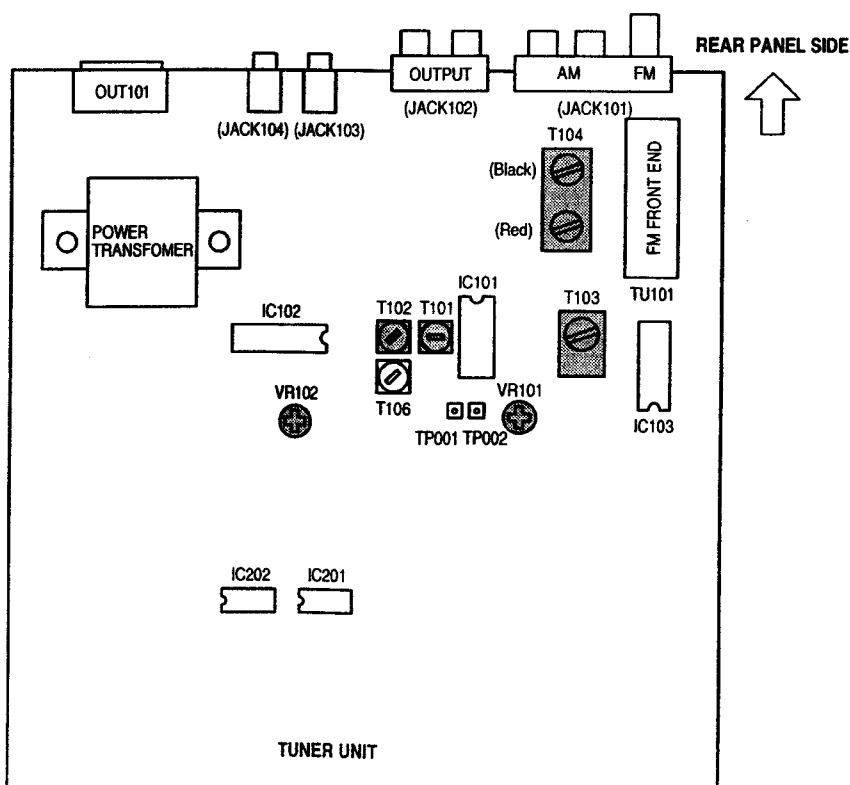 REAR PANEL SIDE
OUT101
OUTPUT
AM
FM
(JACK104)
(JACK103)
(JACK102)
(JACK101)
T104
(Black)
(Red)
FM FRONT END
TU101
POWER
TRANSFOMER
IC101
IC102
T102
T101
T103
T106
VR102
VR101
TP001
TP002
IC103
IC202
IC201
TUNER UNIT